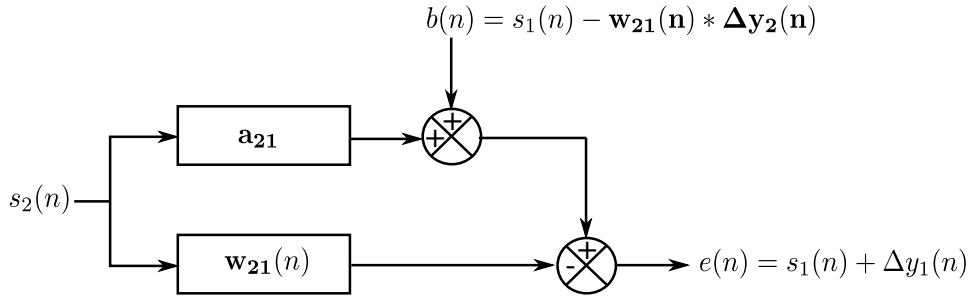 b(n) = s₁(n) − w₂₁(n) ∗ Δy₂(n)
a₂₁
+
+
s₂(n)
w₂₁(n)
+
-
e(n) = s₁(n) + Δy₁(n)